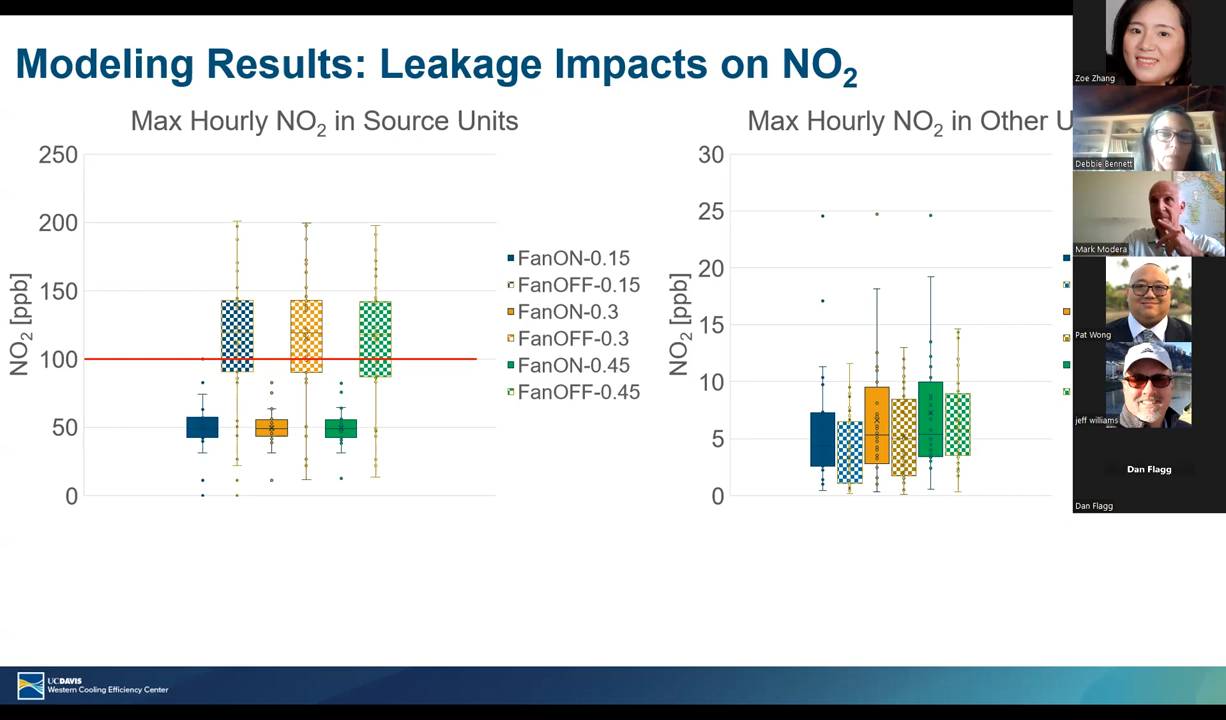 Modeling Results: Leakage Impacts on NO2
Max Hourly NO2 in Source Units
250
200
150
100
50
0
NO2 [ppb]
FanON-0.15
FanOFF-0.15
FanON-0.3
FanOFF-0.3
FanON-0.45
FanOFF-0.45
Max Hourly NO2 in Other U
30
25
20
15
10
5
0
NO2 [ppb]
Zoe Zhang
Debbie Bennett
Mark Modera
Pat Wong
jeff williams
Dan Flagg
Dan Flagg
UCDAVIS
Western Cooling Efficiency Center